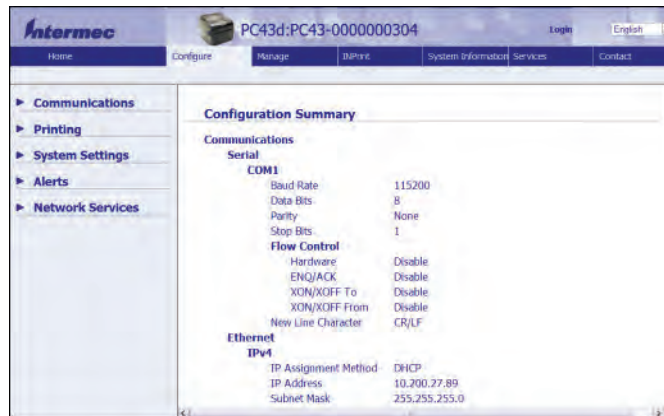 Intermec
PC43d:PC43-0000000304
Login
English
Home
Configure
Manage
INPrint
System Information
Services
Contact
Communications
Printing
System Settings
Alerts
Network Services
Configuration Summary
Communications
Serial
COM1
Baud Rate 115200
Data Bits 8
Parity None
Stop Bits 1
Flow Control
Hardware Disable
ENQ/ACK Disable
XON/XOFF To Disable
XON/XOFF From Disable
New Line Character CR/LF
Ethernet
IPv4
IP Assignment Method DHCP
IP Address 10.200.27.89
Subnet Mask 255.255.255.0